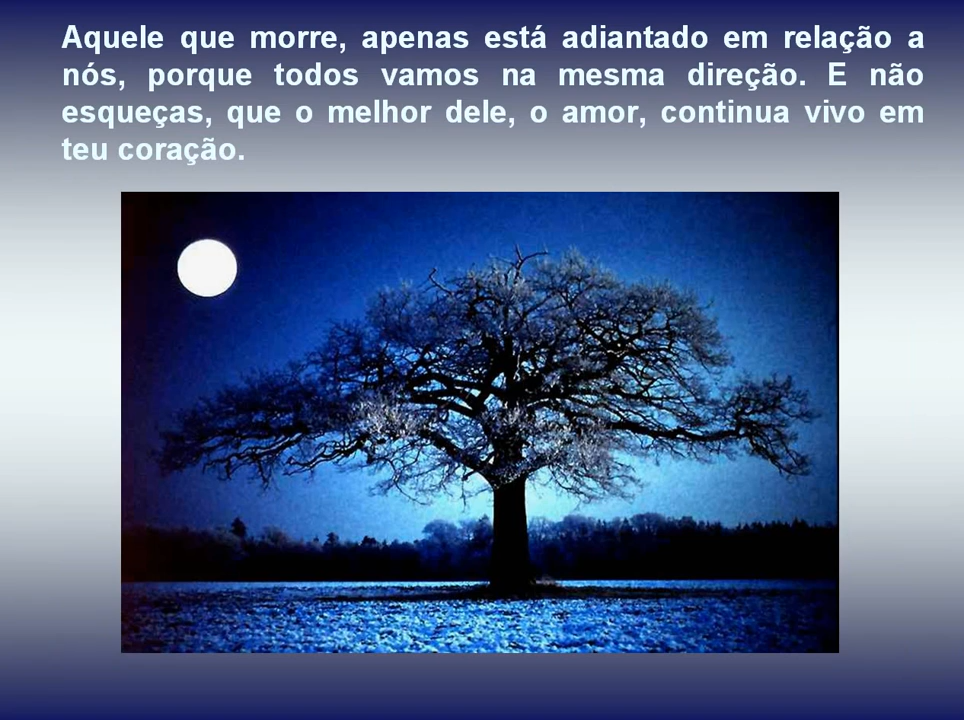 Aquele que morre, apenas está adiantado em relação a
nós, porque todos vamos na mesma direção. E não
esqueças, que o melhor dele, o amor, continua vivo em
teu coração.